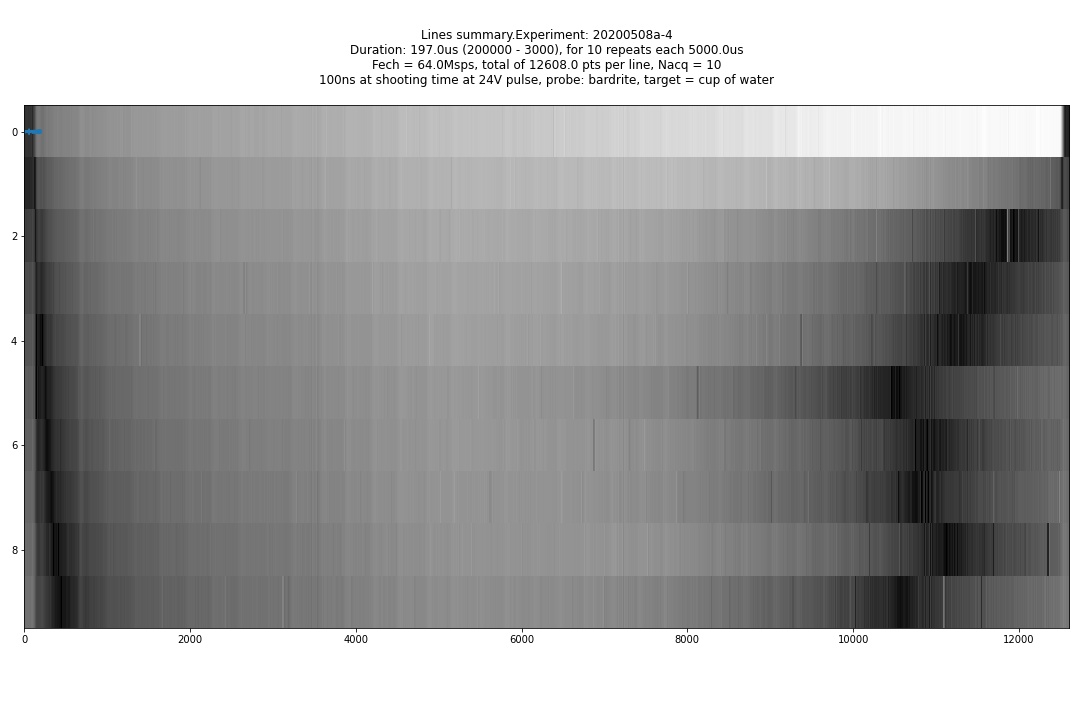 Lines summary.Experiment: 20200508a-4
Duration: 197.0us (200000 - 3000), for 10 repeats each 5000.0us
Fech = 64.0Msps, total of 12608.0 pts per line, Nacq = 10
100ns at shooting time at 24V pulse, probe: bardrite, target = cup of water
0
2
4
6
8
0 2000 4000 6000 8000 10000 12000